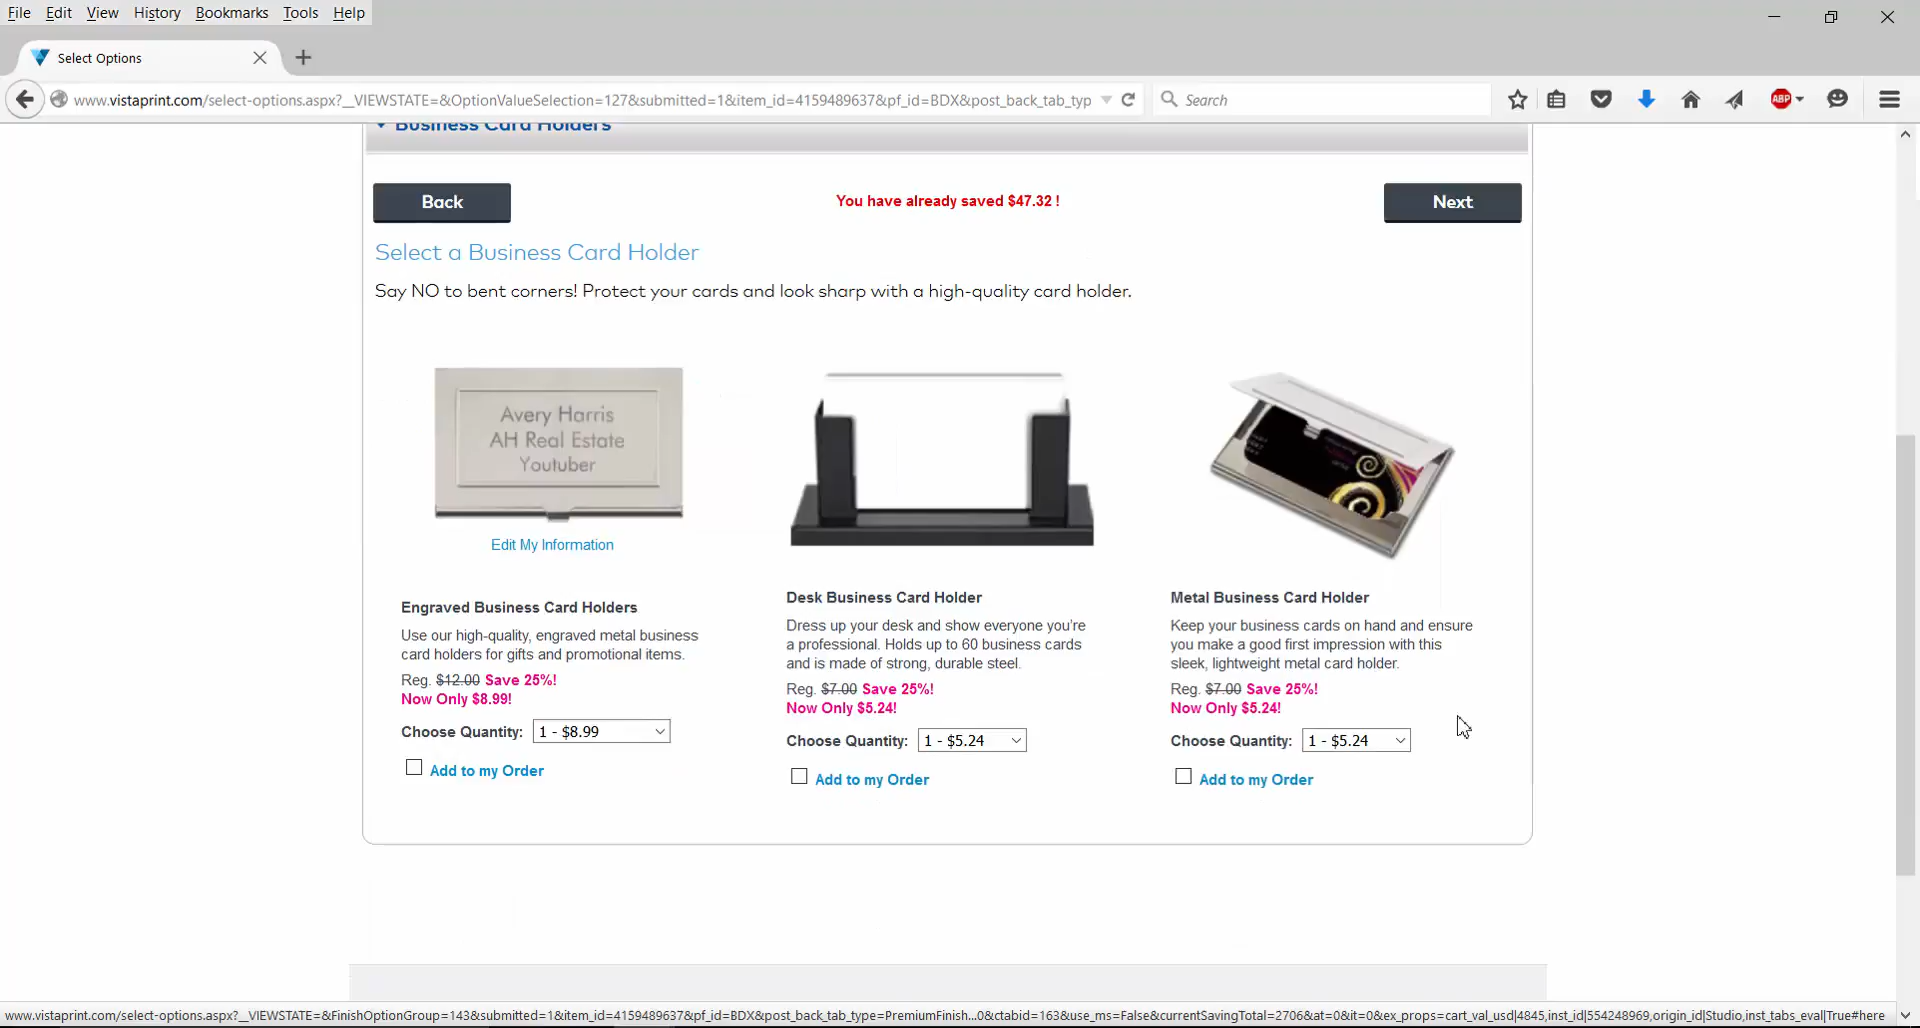 File Edit View History Bookmarks Tools Help
Select Options
www.vistaprint.com/select-options.aspx?__VIEWSTATE=&OptionValueSelection=127&submitted=1&item_id=4159489637&pf_id=BDX&post_back_tab_typ
Search
ABP
Business Card Holders
Back
You have already saved $47.32 !
Next
Select a Business Card Holder
Say NO to bent corners! Protect your cards and look sharp with a high-quality card holder.
Avery Harris
AH Real Estate
Youtuber
Edit My Information
Engraved Business Card Holders
Use our high-quality, engraved metal business
card holders for gifts and promotional items.
Reg. $12.00 Save 25%!
Now Only $8.99!
Choose Quantity: 1 - $8.99
Add to my Order
Desk Business Card Holder
Dress up your desk and show everyone you're
a professional. Holds up to 60 business cards
and is made of strong, durable steel.
Reg. $7.00 Save 25%!
Now Only $5.24!
Choose Quantity: 1 - $5.24
Add to my Order
Metal Business Card Holder
Keep your business cards on hand and ensure
you make a good first impression with this
sleek, lightweight metal card holder.
Reg. $7.00 Save 25%!
Now Only $5.24!
Choose Quantity: 1 - $5.24
Add to my Order
www.vistaprint.com/select-options.aspx?__VIEWSTATE=&FinishOptionGroup=143&submitted=1&item_id=4159489637&pf_id=BDX&post_back_tab_type=PremiumFinish...0&ctabid=163&use_ms=False&currentSavingTotal=2706&at=0&it=0&ex_props=cart_val_usd|4845,inst_id|554248969,origin_id|Studio,inst_tabs_eval|True#here